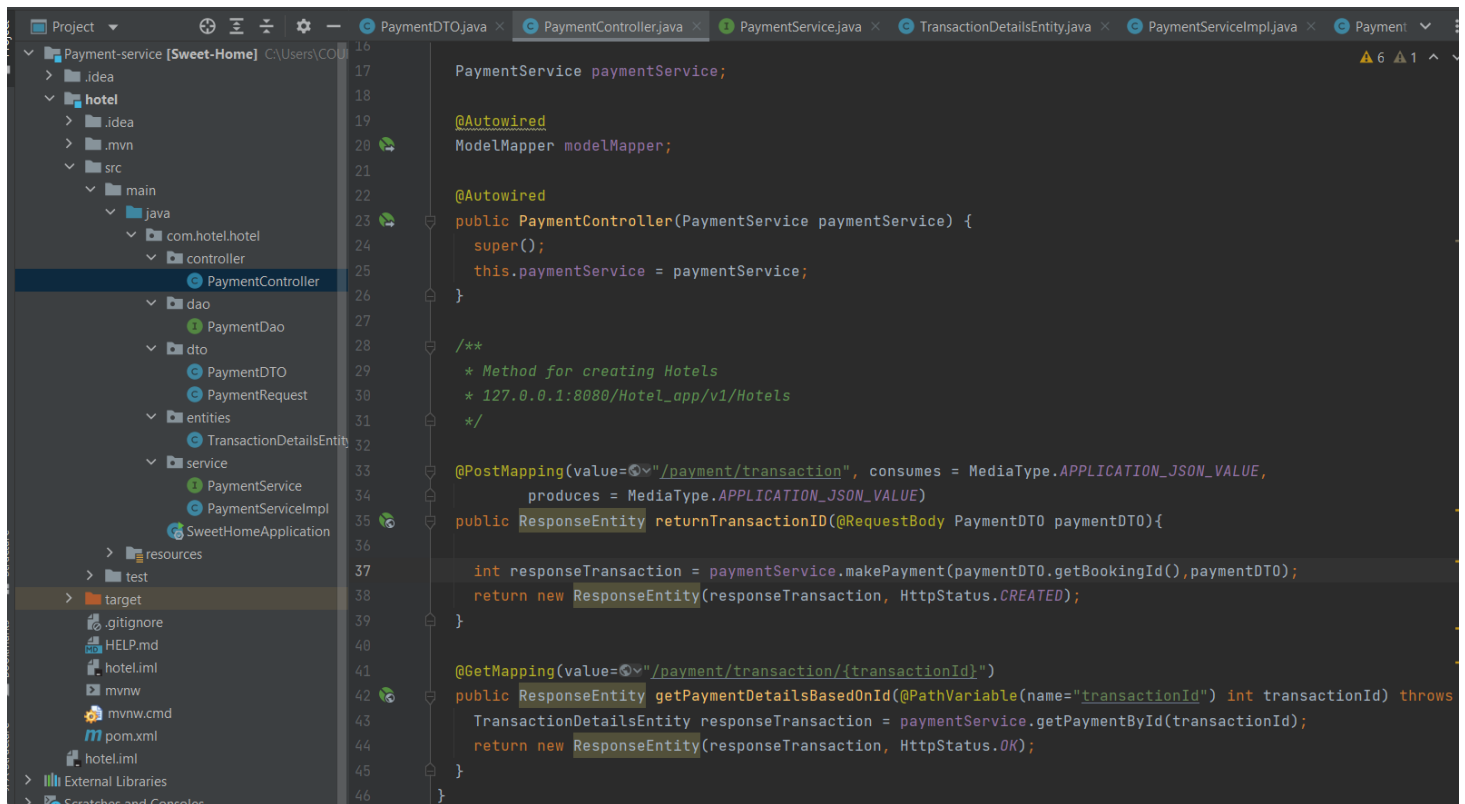 Project
PaymentDTO.java
PaymentController.java
PaymentService.java
TransactionDetailsEntity.java
PaymentServiceImpl.java
Payment
Payment-service [Sweet-Home] C:\Users\COU
.idea
hotel
.idea
.mvn
src
main
java
com.hotel.hotel
controller
PaymentController
dao
PaymentDao
dto
PaymentDTO
PaymentRequest
entities
TransactionDetailsEntity
service
PaymentService
PaymentServiceImpl
SweetHomeApplication
resources
test
target
.gitignore
HELP.md
hotel.iml
mvnw
mvnw.cmd
pom.xml
hotel.iml
External Libraries
Scratches and Consoles
6 1
16
17 PaymentService paymentService;
18
19 @Autowired
20 ModelMapper modelMapper;
21
22 @Autowired
23 public PaymentController(PaymentService paymentService) {
24 super();
25 this.paymentService = paymentService;
26 }
27
28 /**
29 * Method for creating Hotels
30 * 127.0.0.1:8080/Hotel_app/v1/Hotels
31 */
32
33 @PostMapping(value="/payment/transaction", consumes = MediaType.APPLICATION_JSON_VALUE,
34 produces = MediaType.APPLICATION_JSON_VALUE)
35 public ResponseEntity returnTransactionID(@RequestBody PaymentDTO paymentDTO){
36
37 int responseTransaction = paymentService.makePayment(paymentDTO.getBookingId(),paymentDTO);
38 return new ResponseEntity(responseTransaction, HttpStatus.CREATED);
39 }
40
41 @GetMapping(value="/payment/transaction/{transactionId}")
42 public ResponseEntity getPaymentDetailsBasedOnId(@PathVariable(name="transactionId") int transactionId) throws
43 TransactionDetailsEntity responseTransaction = paymentService.getPaymentById(transactionId);
44 return new ResponseEntity(responseTransaction, HttpStatus.OK);
45 }
46 }